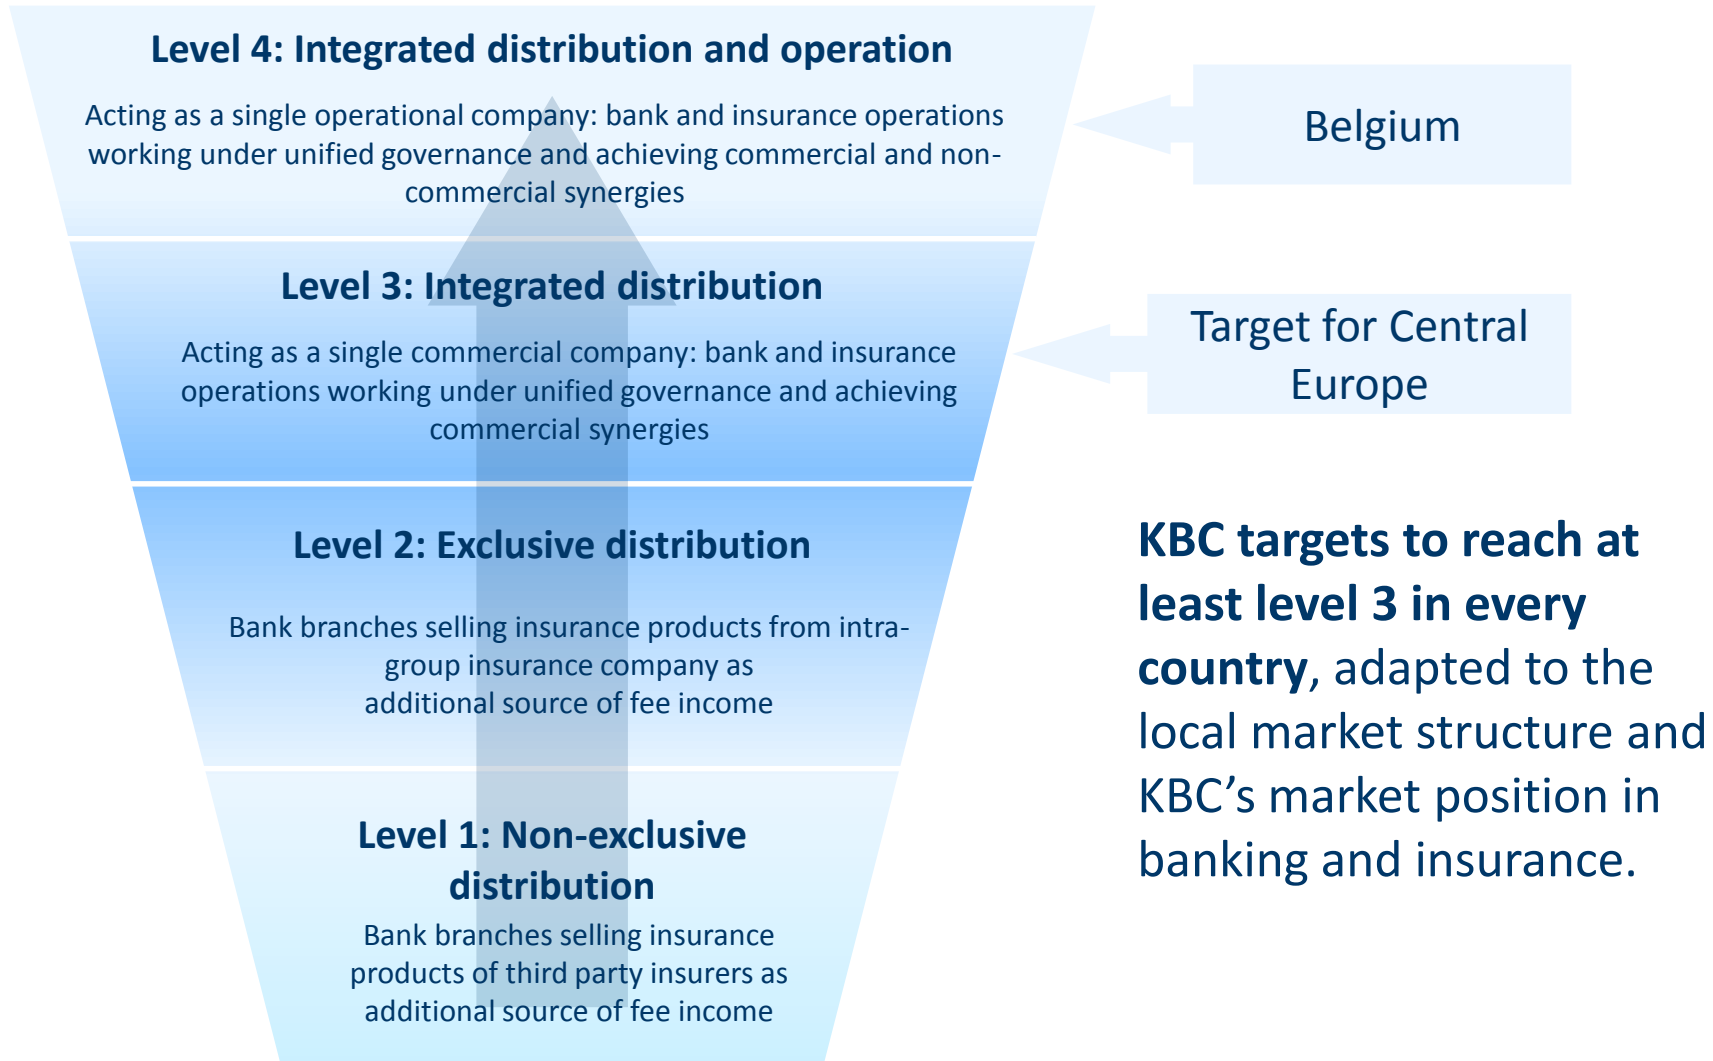 Level 4: Integrated distribution and operation
Acting as a single operational company: bank and insurance operations
working under unified governance and achieving commercial and non-
commercial synergies
Belgium
Level 3: Integrated distribution
Acting as a single commercial company: bank and insurance
operations working under unified governance and achieving
commercial synergies
Target for Central
Europe
Level 2: Exclusive distribution
Bank branches selling insurance products from intra-
group insurance company as
additional source of fee income
Level 1: Non-exclusive
distribution
Bank branches selling insurance
products of third party insurers as
additional source of fee income
KBC targets to reach at
least level 3 in every
country, adapted to the
local market structure and
KBC’s market position in
banking and insurance.